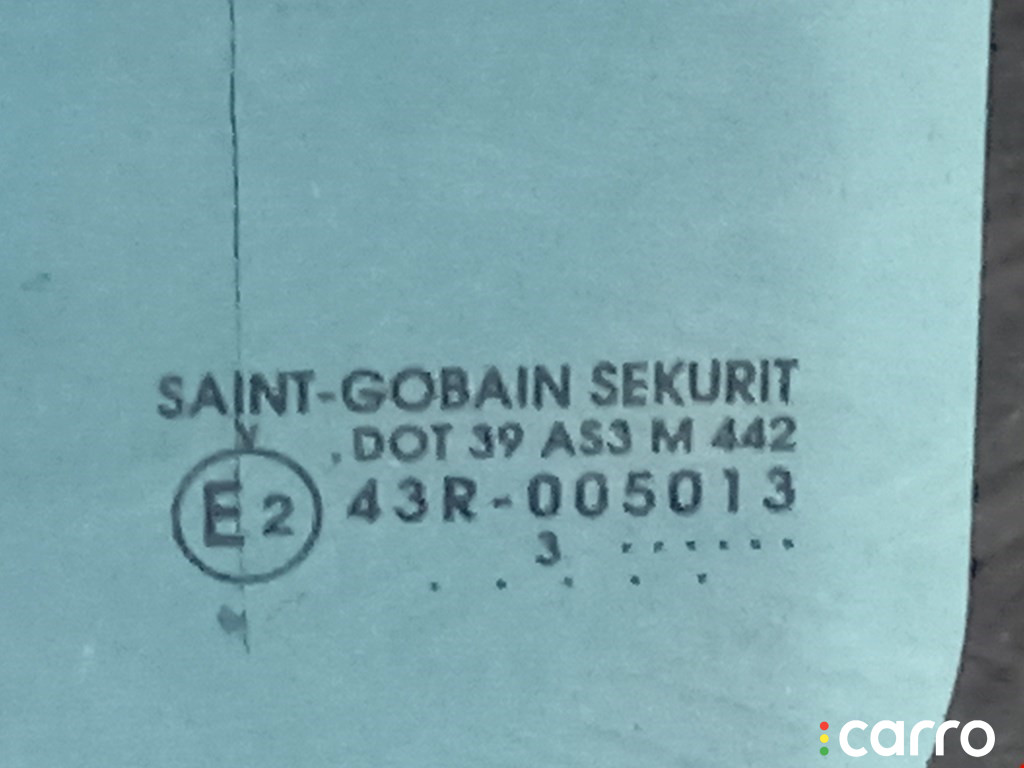 SAINT-GOBAIN SEKURIT
V
.DOT 39 AS3 M 442
E2
43R-005013
3 . . . . . .
. . . . .
carro